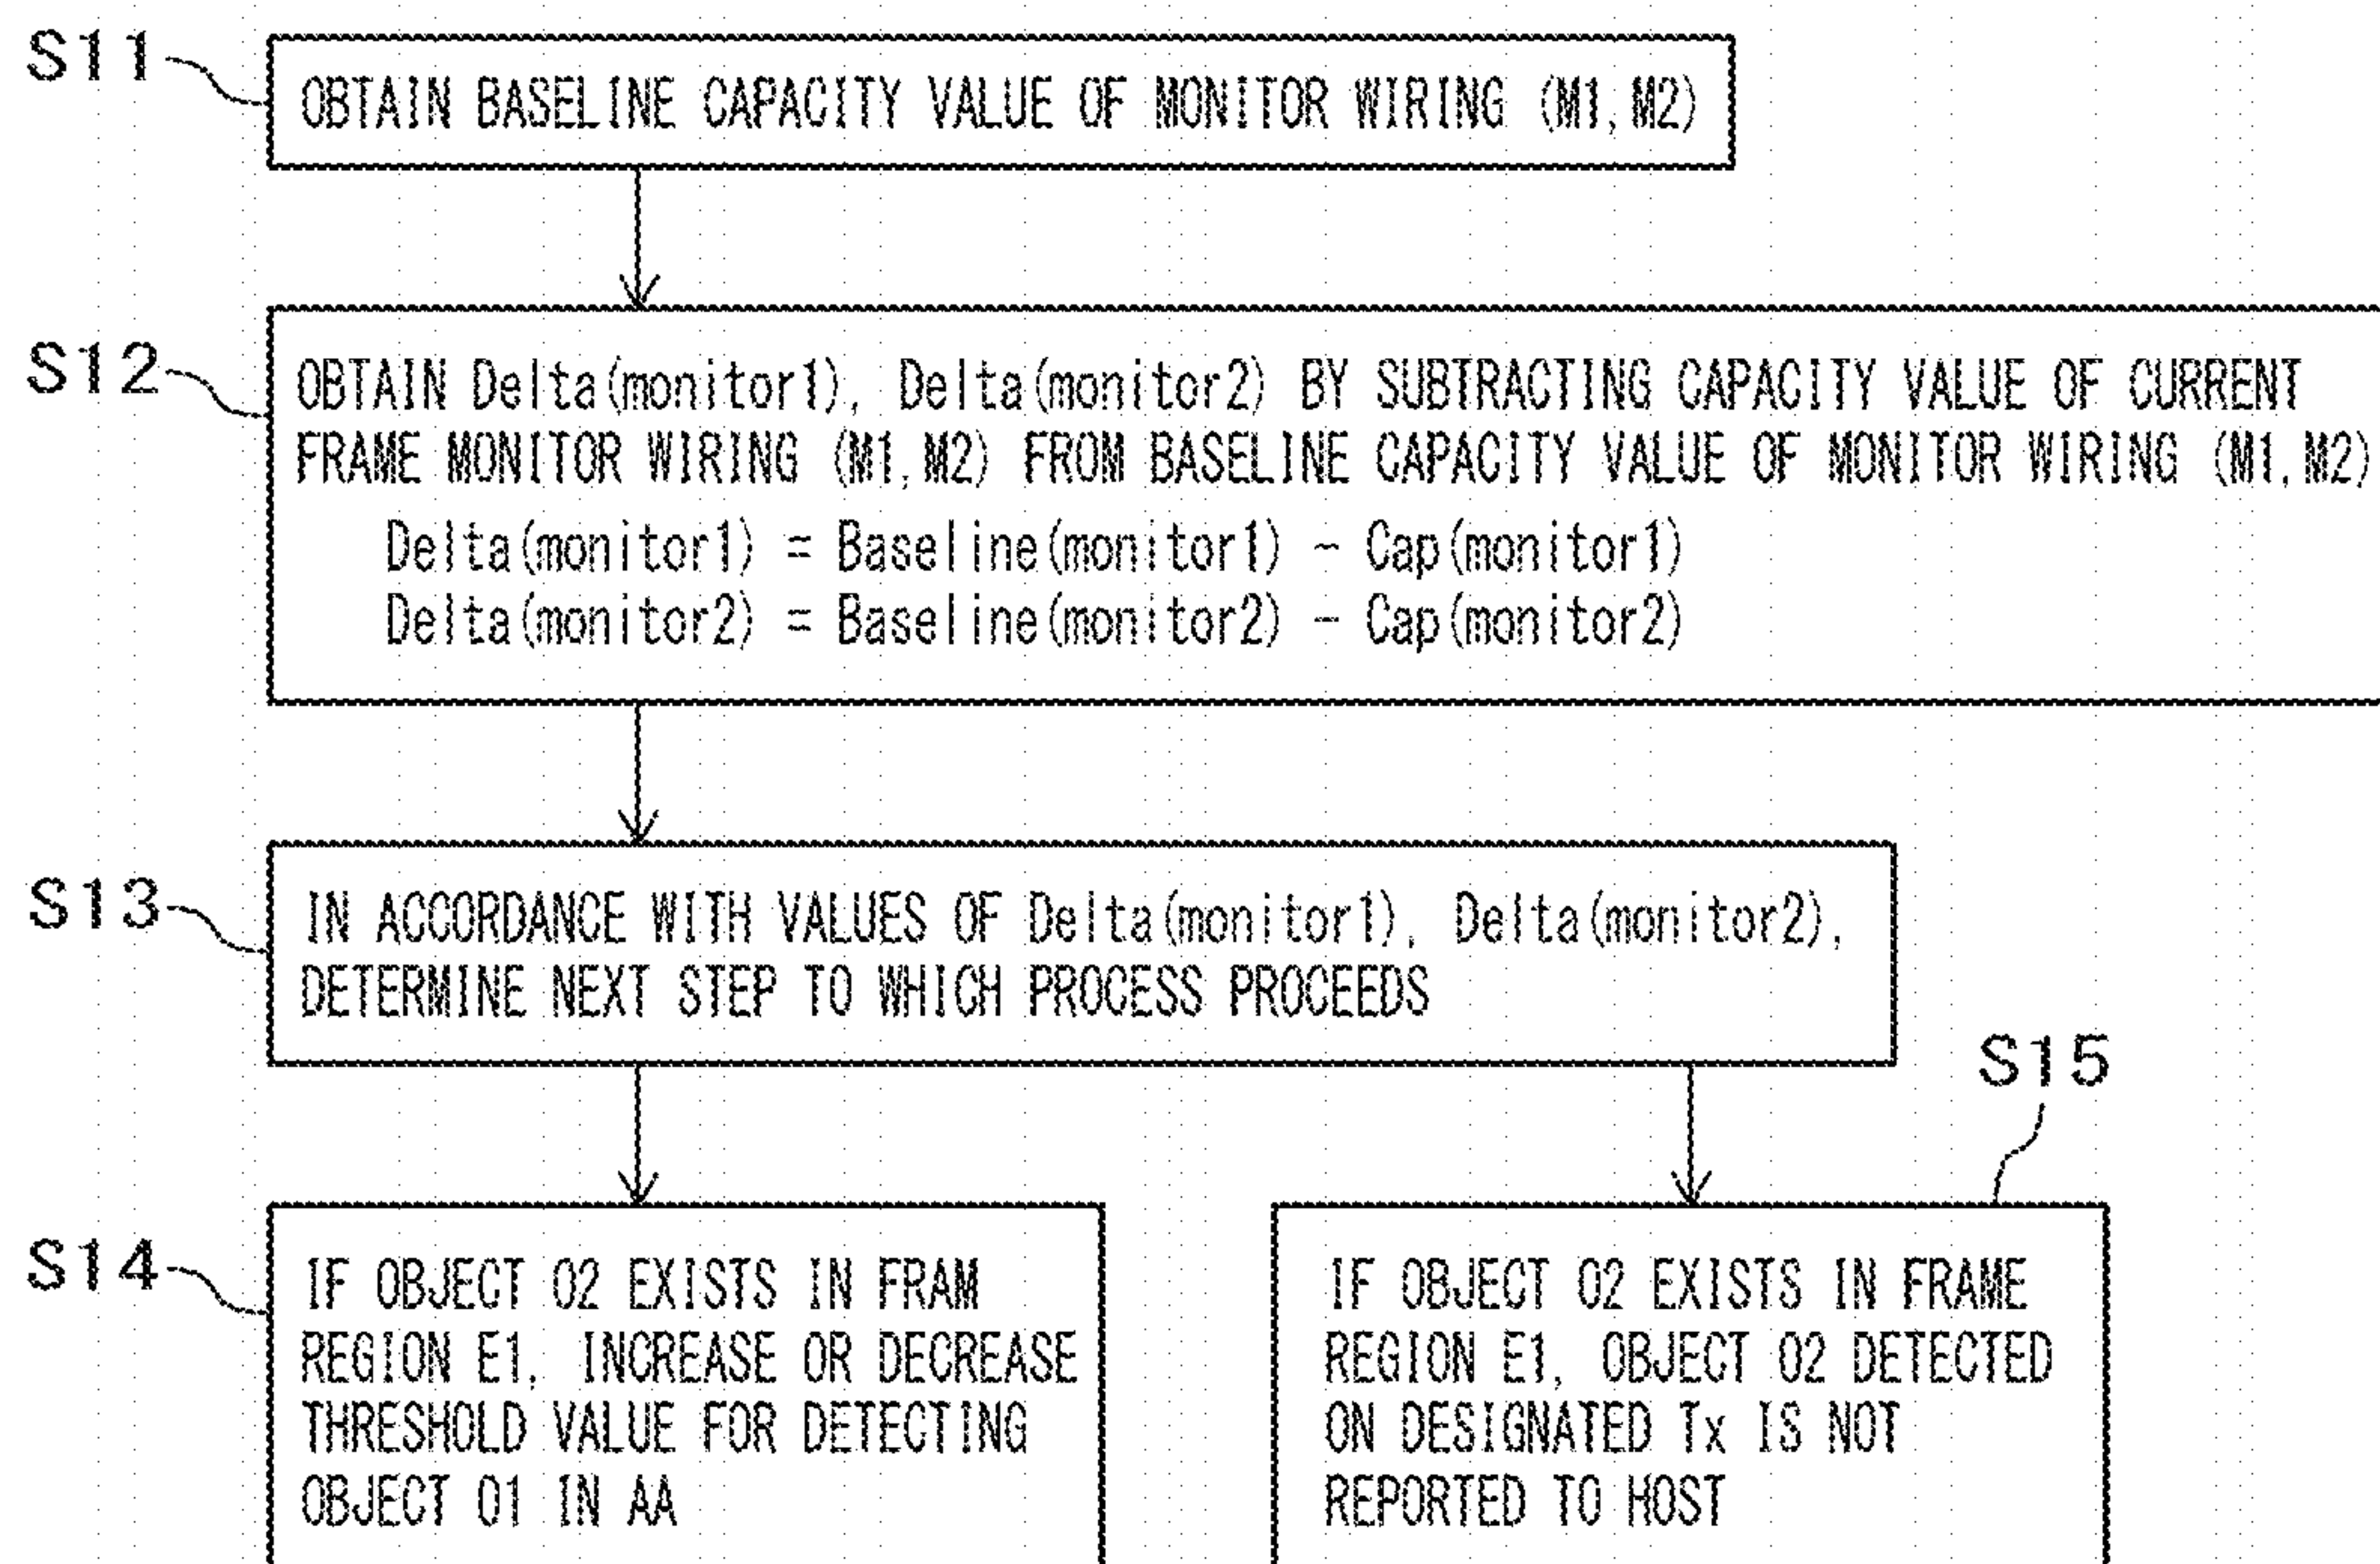 S11
OBTAIN BASELINE CAPACITY VALUE OF MONITOR WIRING (M1, M2)
S12
OBTAIN Delta(monitor1), Delta(monitor2) BY SUBTRACTING CAPACITY VALUE OF CURRENT
FRAME MONITOR WIRING (M1, M2) FROM BASELINE CAPACITY VALUE OF MONITOR WIRING (M1, M2)
Delta(monitor1) = Baseline(monitor1) - Cap(monitor1)
Delta(monitor2) = Baseline(monitor2) - Cap(monitor2)
S13
IN ACCORDANCE WITH VALUES OF Delta(monitor1), Delta(monitor2),
DETERMINE NEXT STEP TO WHICH PROCESS PROCEEDS
S14
IF OBJECT O2 EXISTS IN FRAM
REGION E1, INCREASE OR DECREASE
THRESHOLD VALUE FOR DETECTING
OBJECT O1 IN AA
S15
IF OBJECT O2 EXISTS IN FRAME
REGION E1, OBJECT O2 DETECTED
ON DESIGNATED Tx IS NOT
REPORTED TO HOST